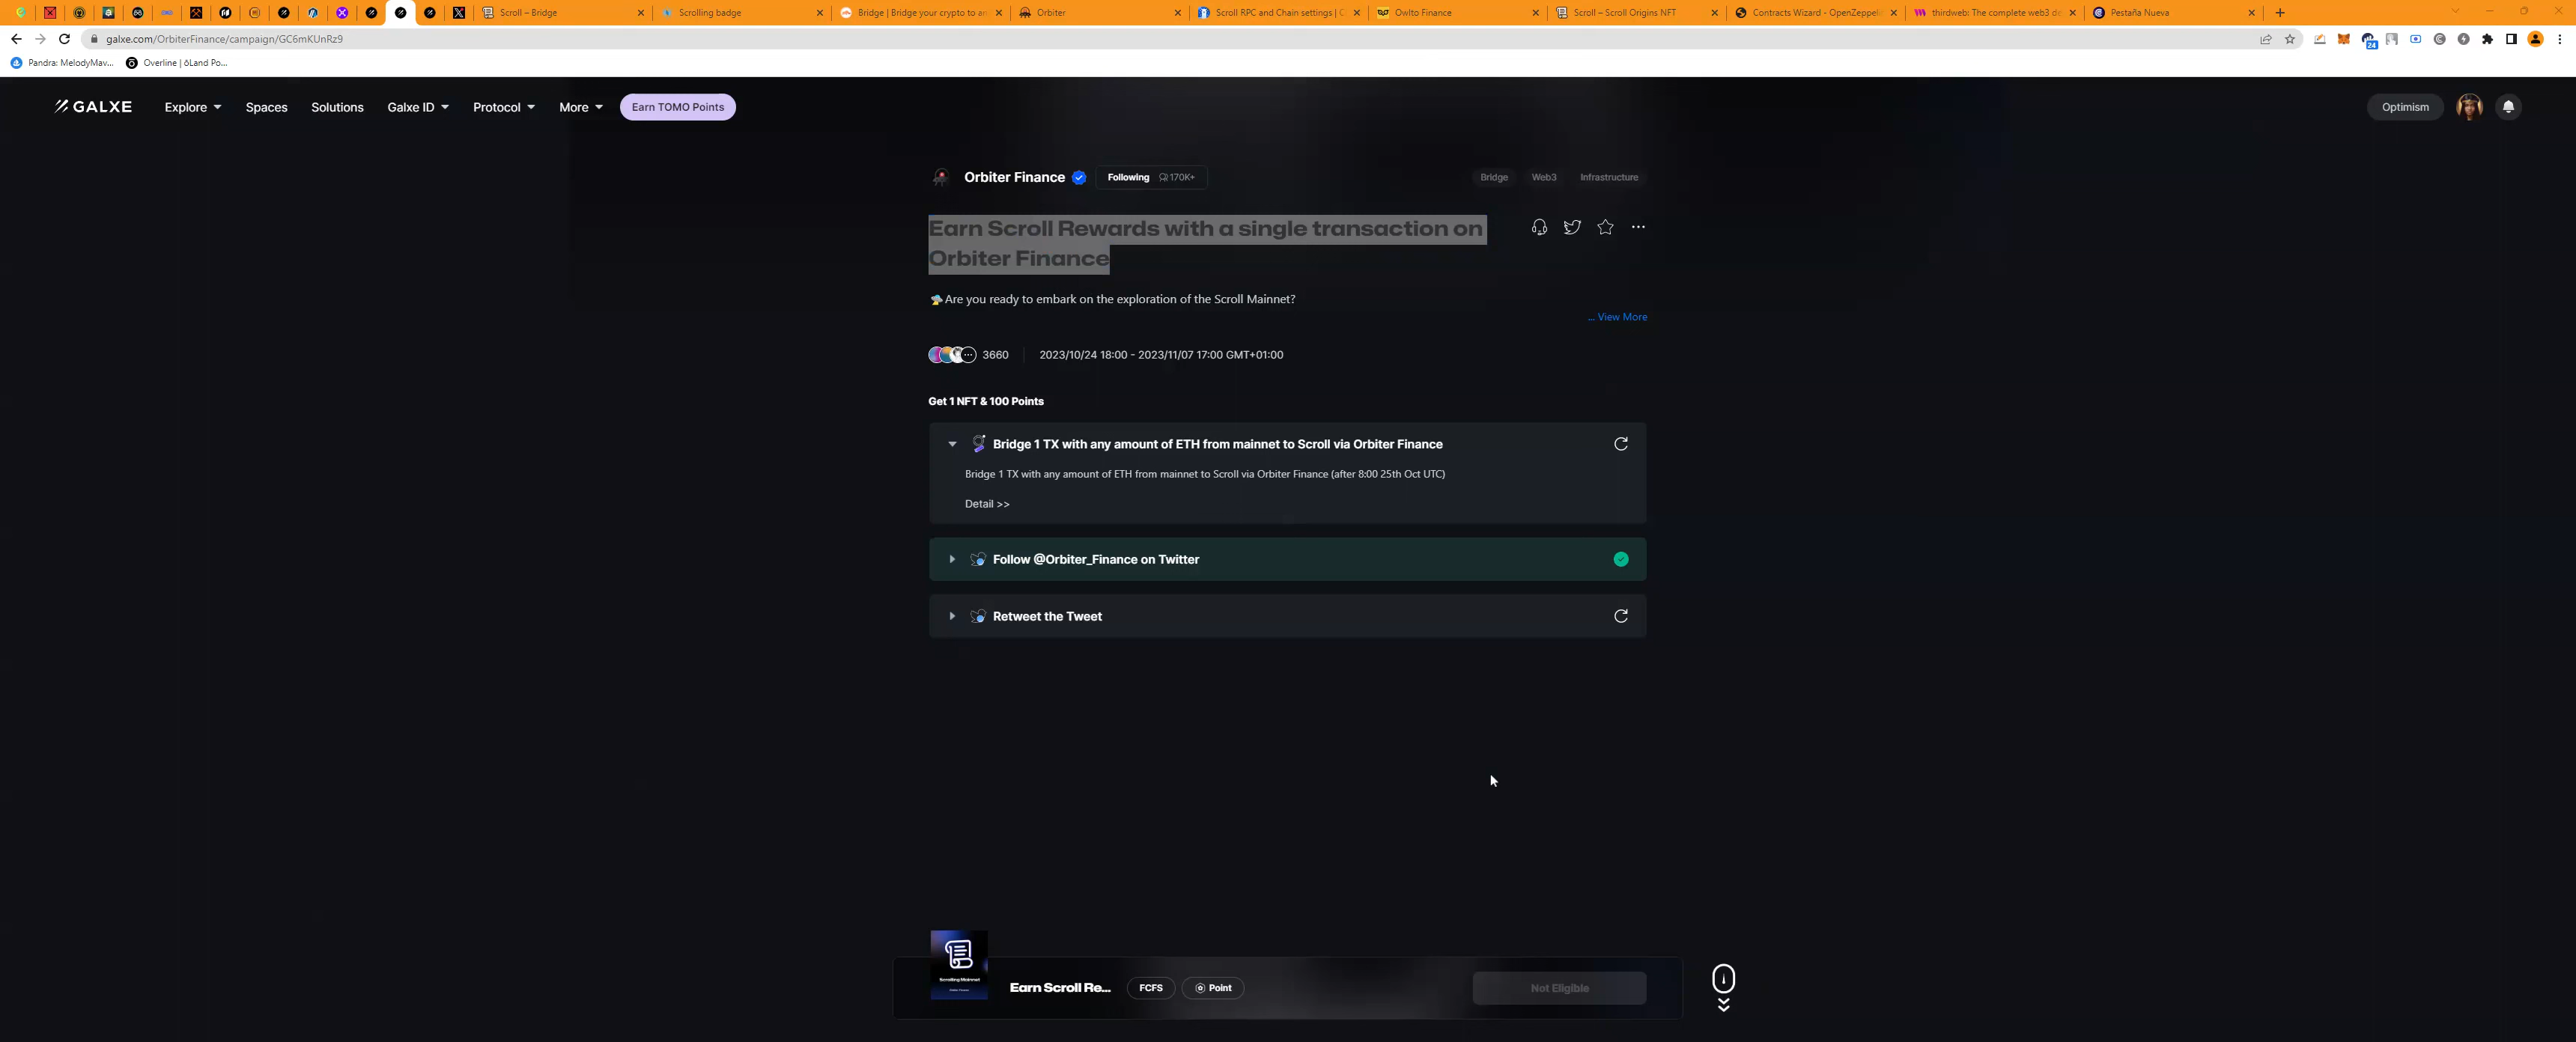 Scroll – Bridge
Scrolling badge
Bridge | Bridge your crypto to an
Orbiter
Scroll RPC and Chain settings | C
Owlto Finance
Scroll – Scroll Origins NFT
Contracts Wizard - OpenZeppeli
thirdweb: The complete web3 de
Pestaña Nueva
galxe.com/OrbiterFinance/campaign/GC6mKUnRz9
24
Pandra: MelodyMav...
Overline | ōLand Po...
GALXE
Explore
Spaces
Solutions
Galxe ID
Protocol
More
Earn TOMO Points
Optimism
Orbiter Finance
Following
170K+
Bridge
Web3
Infrastructure
Earn Scroll Rewards with a single transaction on
Orbiter Finance
Are you ready to embark on the exploration of the Scroll Mainnet?
... View More
3660
2023/10/24 18:00 - 2023/11/07 17:00 GMT+01:00
Get 1 NFT & 100 Points
Bridge 1 TX with any amount of ETH from mainnet to Scroll via Orbiter Finance
Bridge 1 TX with any amount of ETH from mainnet to Scroll via Orbiter Finance (after 8:00 25th Oct UTC)
Detail >>
Follow @Orbiter_Finance on Twitter
Retweet the Tweet
Scrolling Mainnet
Orbiter Finance
Earn Scroll Re...
FCFS
Point
Not Eligible